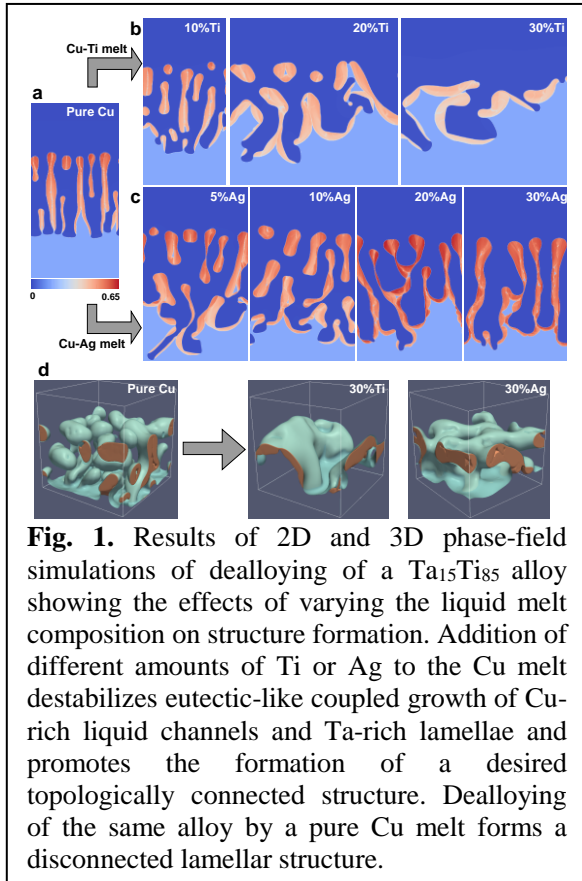 b
Cu-Ti melt
10%Ti
20%Ti
30%Ti
a
Pure Cu
c
5%Ag
10%Ag
20%Ag
30%Ag
0
0.65
Cu-Ag melt
d
Pure Cu
30%Ti
30%Ag
Fig. 1. Results of 2D and 3D phase-field
simulations of dealloying of a Ta₁₅Ti₈₅ alloy
showing the effects of varying the liquid melt
composition on structure formation. Addition of
different amounts of Ti or Ag to the Cu melt
destabilizes eutectic-like coupled growth of Cu-
rich liquid channels and Ta-rich lamellae and
promotes the formation of a desired
topologically connected structure. Dealloying
of the same alloy by a pure Cu melt forms a
disconnected lamellar structure.